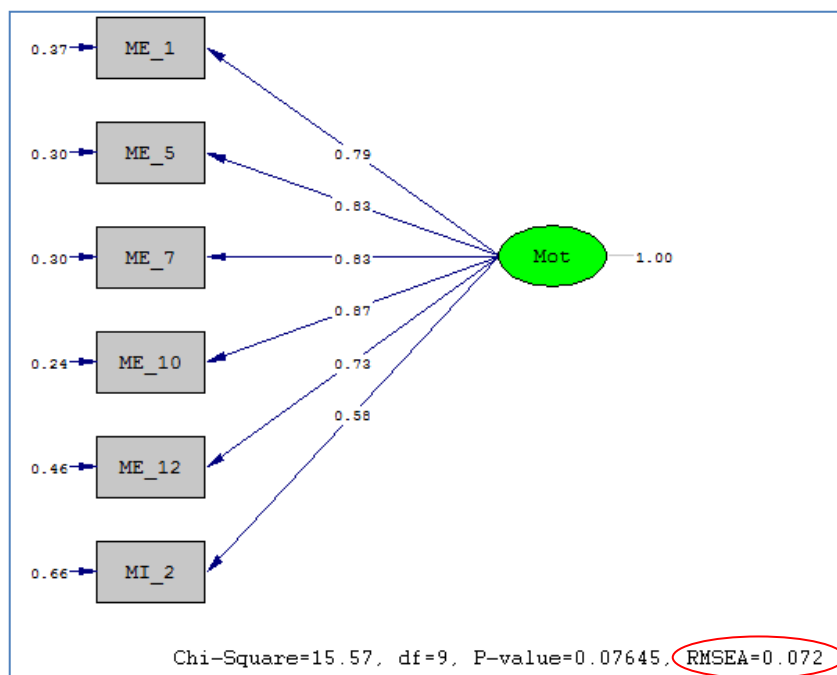 0.37 ME_1
0.79
0.30 ME_5
0.83
0.30 ME_7 0.83 Mot 1.00
0.87
0.24 ME_10
0.73
0.58
0.46 ME_12
0.66 MI_2
Chi-Square=15.57, df=9, P-value=0.07645, RMSEA=0.072